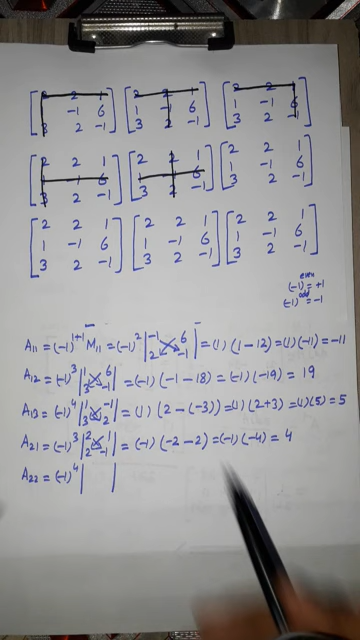 [2 2 1] [2 2 1] [2 2 1]
[1 -1 6] [1 -1 6] [1 -1 6]
[3 2 -1] [3 2 -1] [3 2 -1]
[2 2 1] [2 2 1] [2 2 1]
[1 -1 6] [1 -1 6] [1 -1 6]
[3 2 -1] [3 2 -1] [3 2 -1]
[2 2 1] [2 2 1] [2 2 1]
[1 -1 6] [1 -1 6] [1 -1 6]
[3 2 -1] [3 2 -1] [3 2 -1]
(-1)^even = +1
(-1)^odd = -1
A₁₁ = (-1)¹⁺¹ M₁₁ = (-1)² |-1 6; 2 -1| = (1) (1-12) = (1) (-11) = -11
A₁₂ = (-1)³ |1 6; 3 -1| = (-1) (-1-18) = (-1) (-19) = 19
A₁₃ = (-1)⁴ |1 -1; 3 2| = (1) (2-(-3)) = (1) (2+3) = (1) (5) = 5
A₂₁ = (-1)³ |2 1; 2 -1| = (-1) (-2-2) = (-1) (-4) = 4
A₂₂ = (-1)⁴ | |